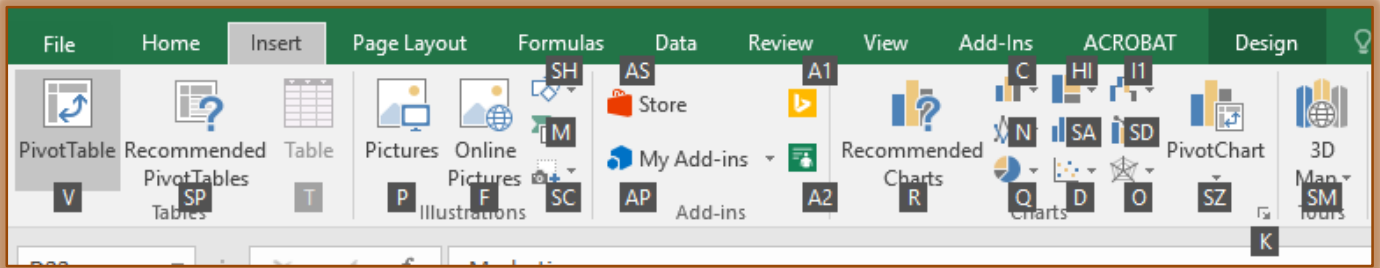 File Home Insert Page Layout Formulas Data Review View Add-Ins ACROBAT Design
SH AS A1 C HI I1
Store
M N SA SD
PivotTable Recommended PivotTables Table Pictures Online Pictures My Add-ins Recommended Charts PivotChart 3D Map
V SP T P F SC AP A2 R Q D O SZ SM
Tables Illustrations Add-ins Charts Tours
K